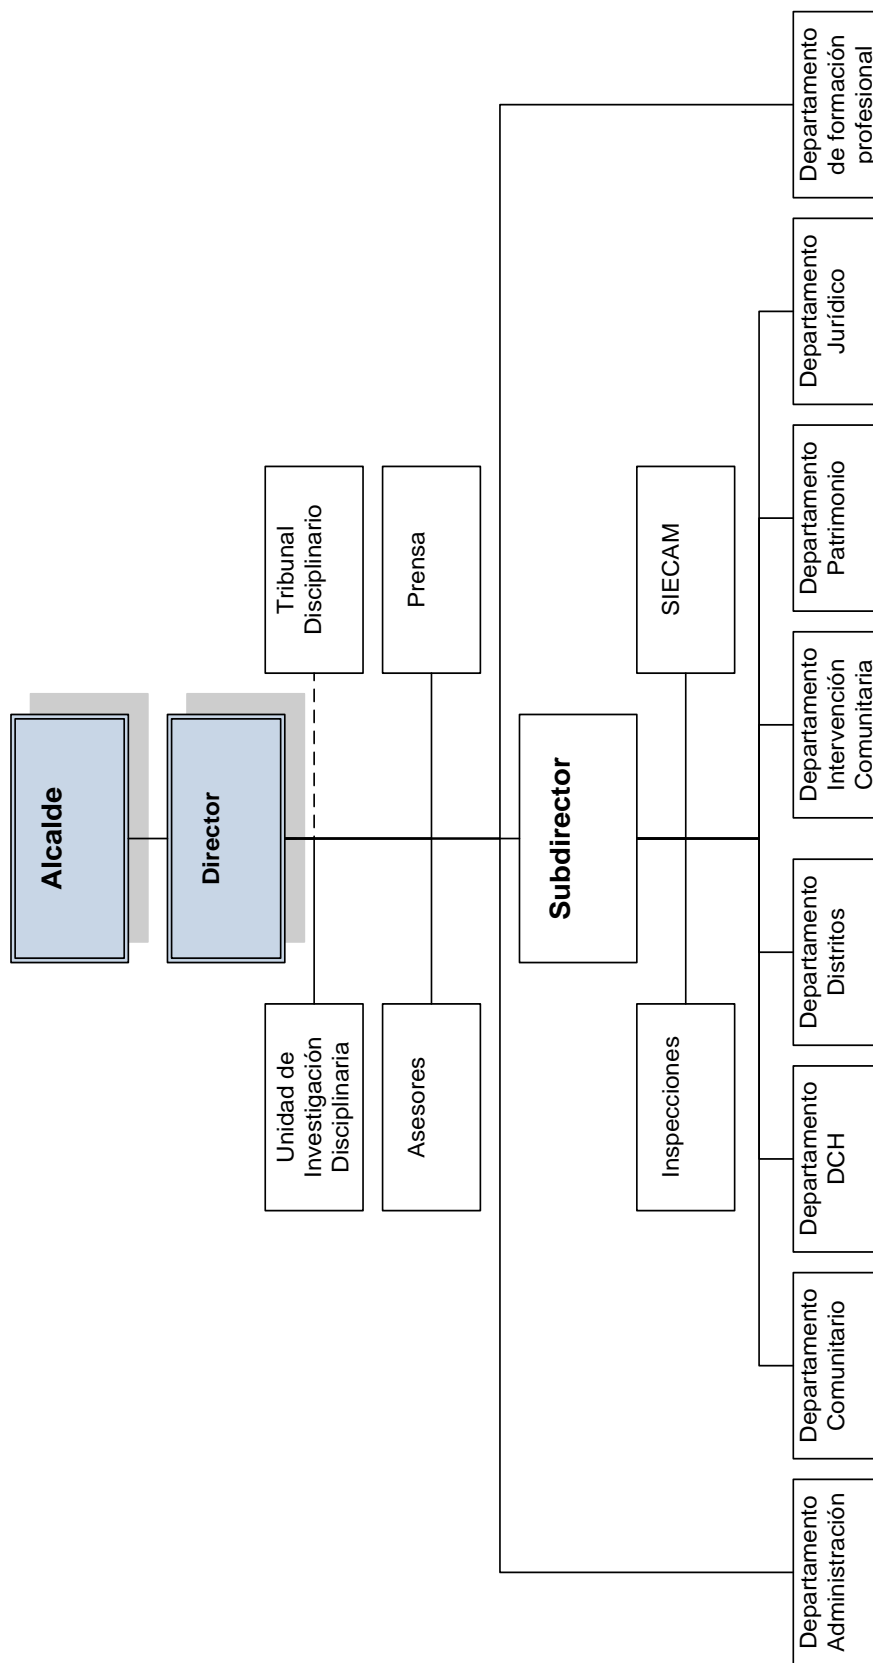 Alcalde
Director
Unidad de
Investigación
Disciplinaria
Tribunal
Disciplinario
Asesores
Prensa
Subdirector
Inspecciones
SIECAM
Departamento
Administración
Departamento
Comunitario
Departamento
DCH
Departamento
Distritos
Departamento
Intervención
Comunitaria
Departamento
Patrimonio
Departamento
Jurídico
Departamento
de formación
profesional